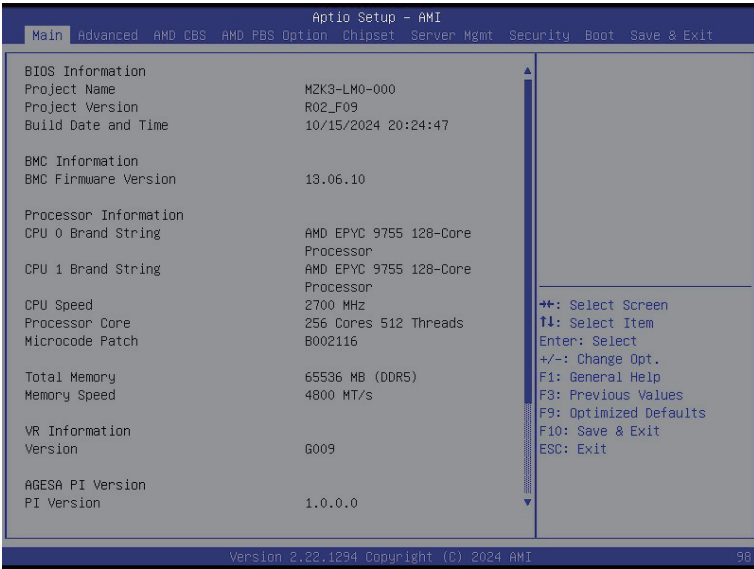 Aptio Setup – AMI
Main Advanced AMD CBS AMD PBS Option Chipset Server Mgmt Security Boot Save & Exit
BIOS Information
Project Name MZK3-LM0-000
Project Version R02_F09
Build Date and Time 10/15/2024 20:24:47
BMC Information
BMC Firmware Version 13.06.10
Processor Information
CPU 0 Brand String AMD EPYC 9755 128-Core
Processor
CPU 1 Brand String AMD EPYC 9755 128-Core
Processor
CPU Speed 2700 MHz
Processor Core 256 Cores 512 Threads
Microcode Patch B002116
Total Memory 65536 MB (DDR5)
Memory Speed 4800 MT/s
VR Information
Version G009
AGESA PI Version
PI Version 1.0.0.0
→←: Select Screen
↑↓: Select Item
Enter: Select
+/-: Change Opt.
F1: General Help
F3: Previous Values
F9: Optimized Defaults
F10: Save & Exit
ESC: Exit
Version 2.22.1294 Copyright (C) 2024 AMI
98